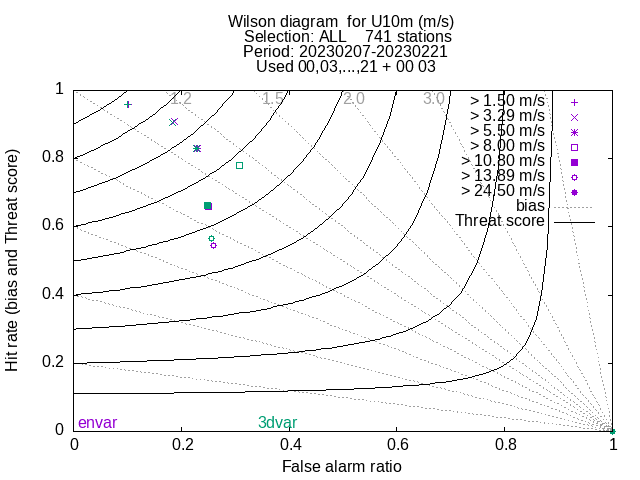 Wilson diagram  for U10m (m/s)
Selection: ALL    741 stations
Period: 20230207-20230221
Used 00,03,...,21 + 00 03
1.2
1.5
2.0
3.0
> 1.50 m/s
> 3.29 m/s
> 5.50 m/s
> 8.00 m/s
> 10.80 m/s
> 13.89 m/s
> 24.50 m/s
bias
Threat score
1
0.8
0.6
0.4
0.2
0
Hit rate (bias and Threat score)
envar
3dvar
0
0.2
0.4
0.6
0.8
1
False alarm ratio